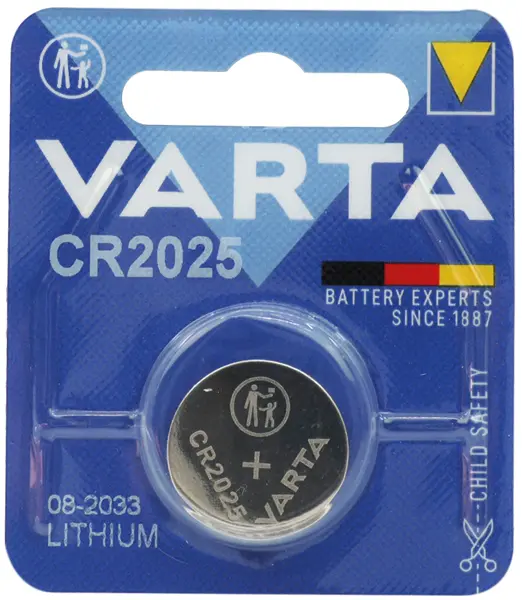 VARTA
CR2025
BATTERY EXPERTS
SINCE 1887
CHILD SAFETY
CR2025
+
VARTA
08-2033
LITHIUM